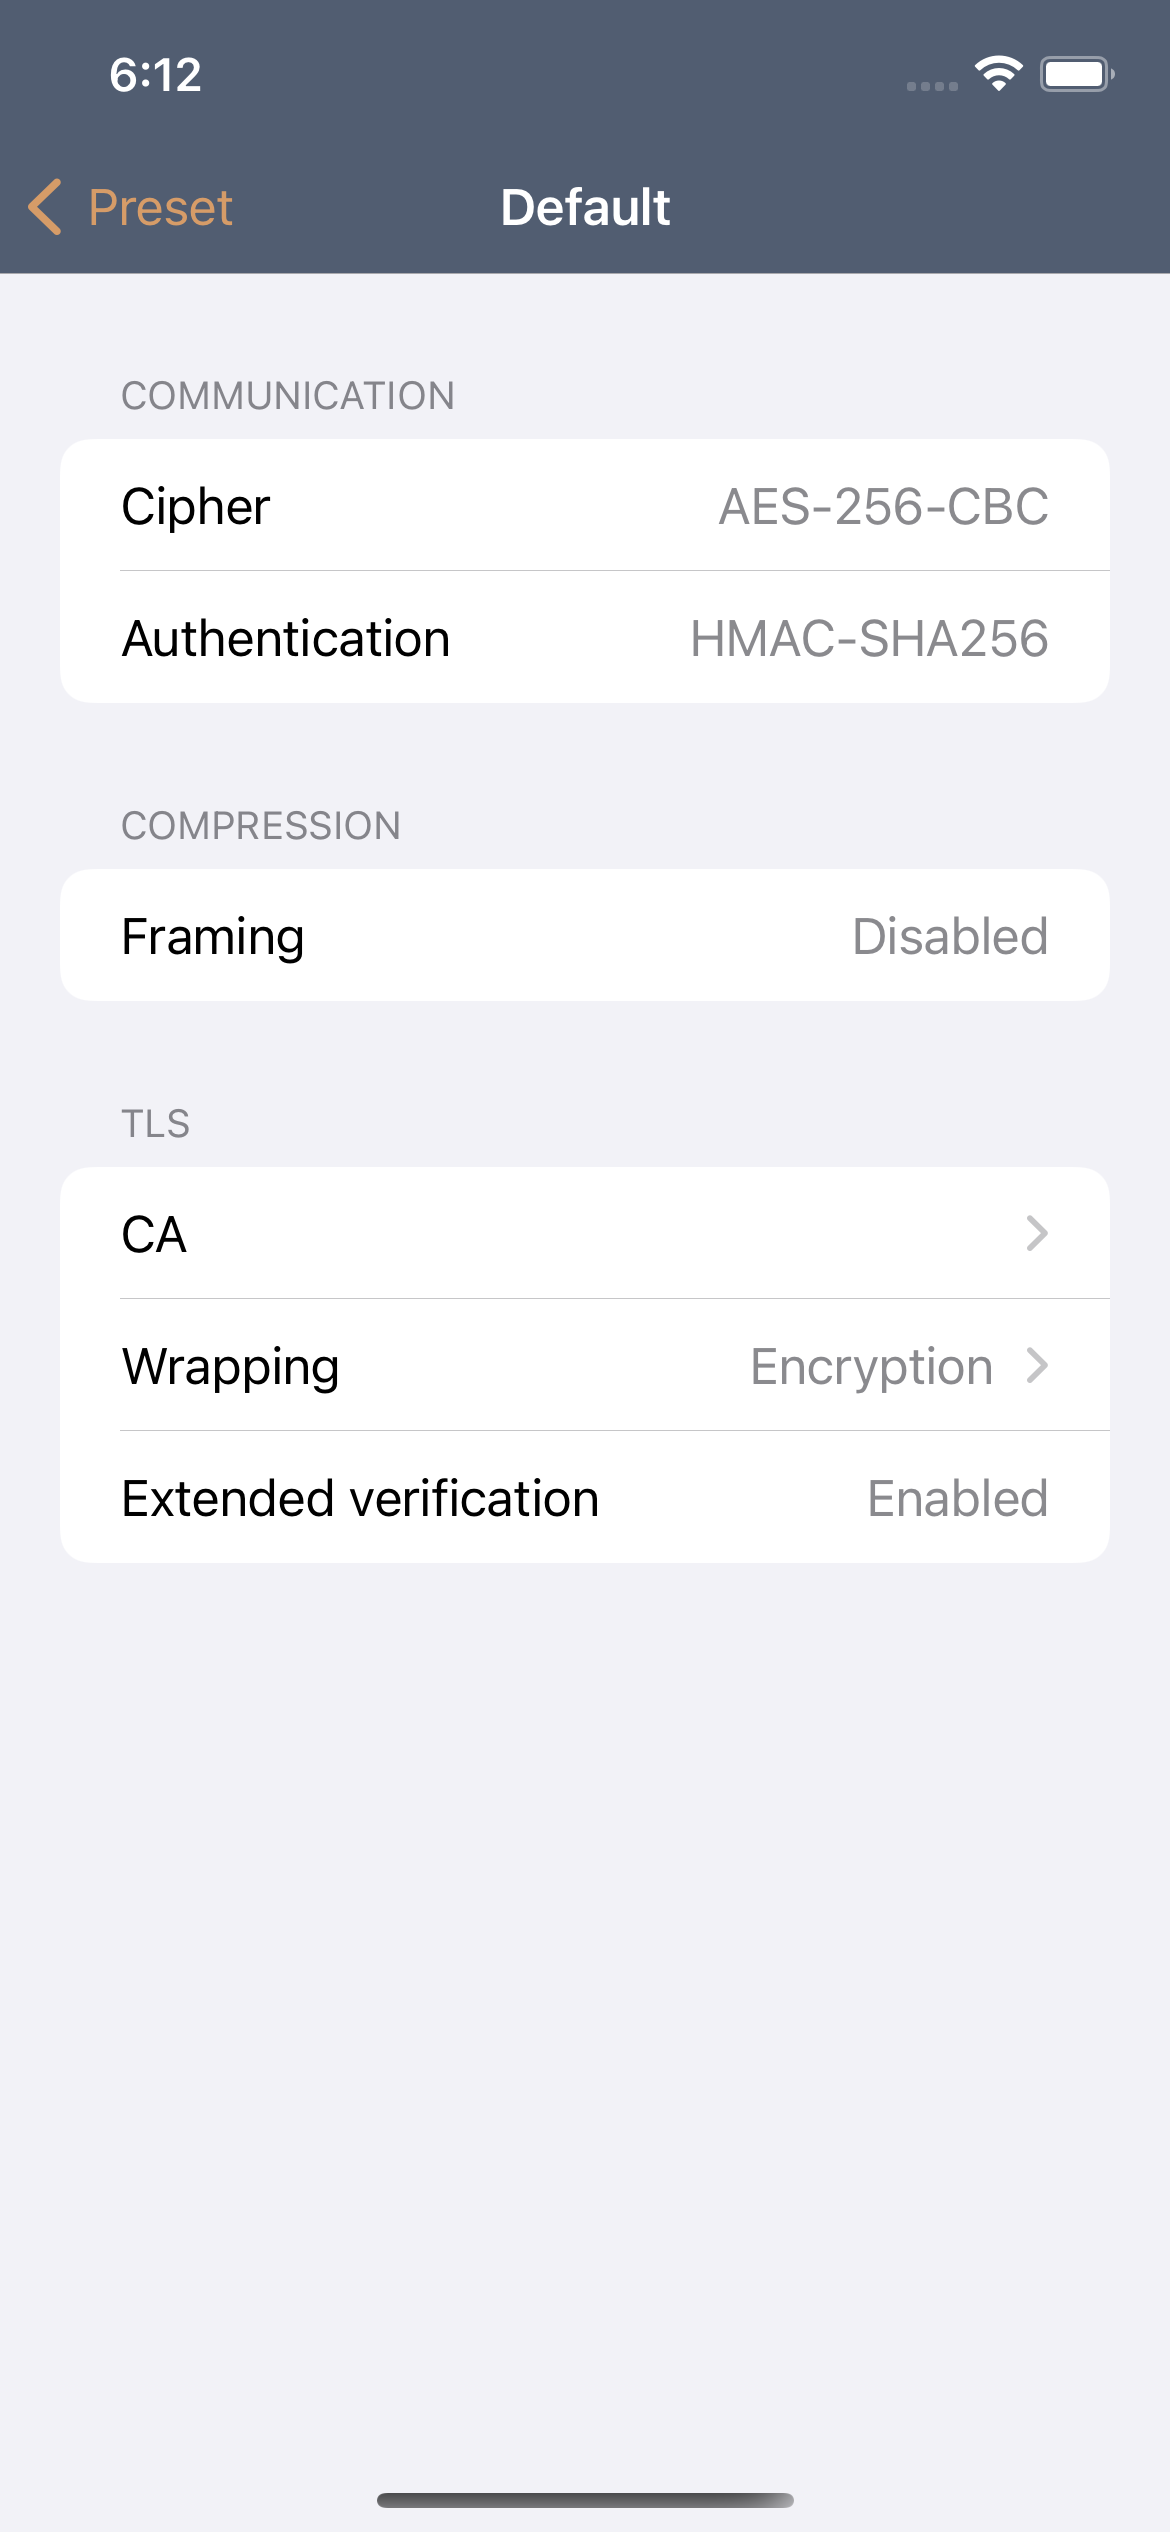 6:12
Preset
Default
COMMUNICATION
Cipher AES-256-CBC
Authentication HMAC-SHA256
COMPRESSION
Framing Disabled
TLS
CA
Wrapping Encryption
Extended verification Enabled